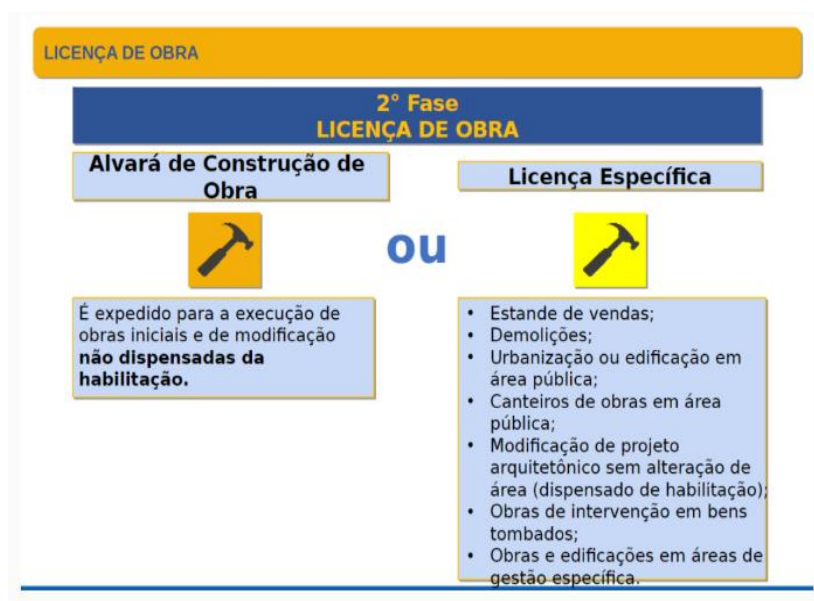 LICENÇA DE OBRA
2° Fase
LICENÇA DE OBRA
Alvará de Construção de
Obra
É expedido para a execução de
obras iniciais e de modificação
não dispensadas da
habilitação.
ou
Licença Específica
• Estande de vendas;
• Demolições;
• Urbanização ou edificação em
área pública;
• Canteiros de obras em área
pública;
• Modificação de projeto
arquitetônico sem alteração de
área (dispensado de habilitação);
• Obras de intervenção em bens
tombados;
• Obras e edificações em áreas de
gestão específica.